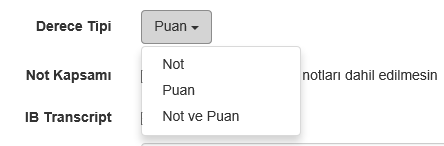 Derece Tipi Puan
Not
Not Kapsamı notları dahil edilmesin
Puan
IB Transcript Not ve Puan